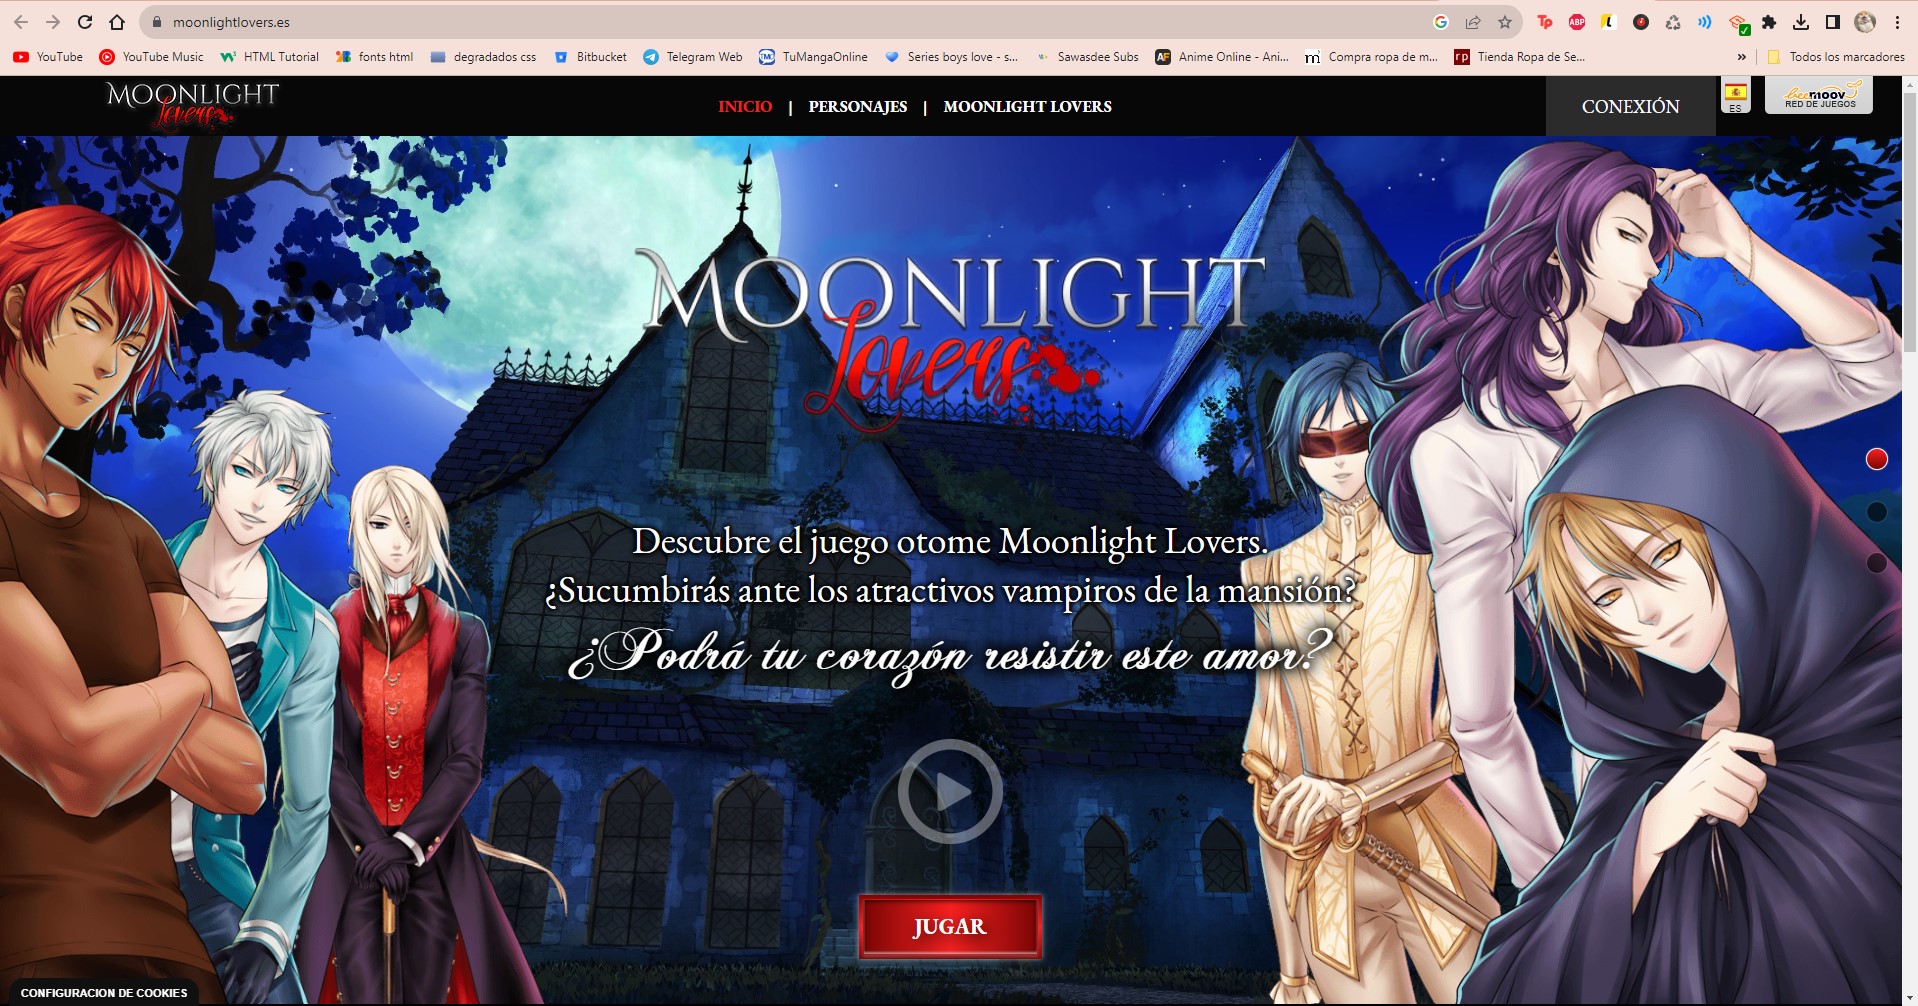 moonlightlovers.es
YouTube
YouTube Music
HTML Tutorial
fonts html
degradados css
Bitbucket
Telegram Web
TuMangaOnline
Series boys love - s...
Sawasdee Subs
Anime Online - Ani...
Compra ropa de m...
Tienda Ropa de Se...
»
Todos los marcadores
MOONLIGHT
Lovers
INICIO | PERSONAJES | MOONLIGHT LOVERS
CONEXIÓN
ES
beemoov
RED DE JUEGOS
MOONLIGHT
Lovers
Descubre el juego otome Moonlight Lovers.
¿Sucumbirás ante los atractivos vampiros de la mansión?
¿Podrá tu corazón resistir este amor?
JUGAR
CONFIGURACION DE COOKIES